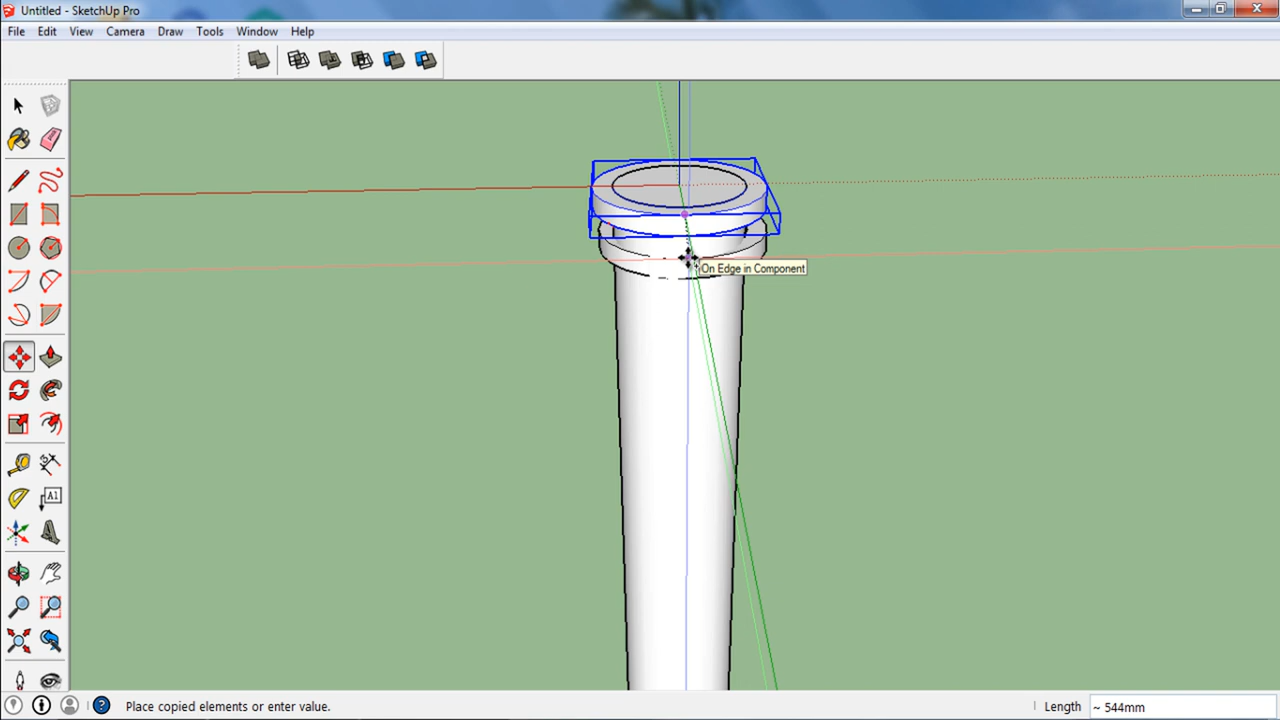 Untitled - SketchUp Pro
File Edit View Camera Draw Tools Window Help
On Edge in Component
A1
Place copied elements or enter value.
Length ~ 544mm